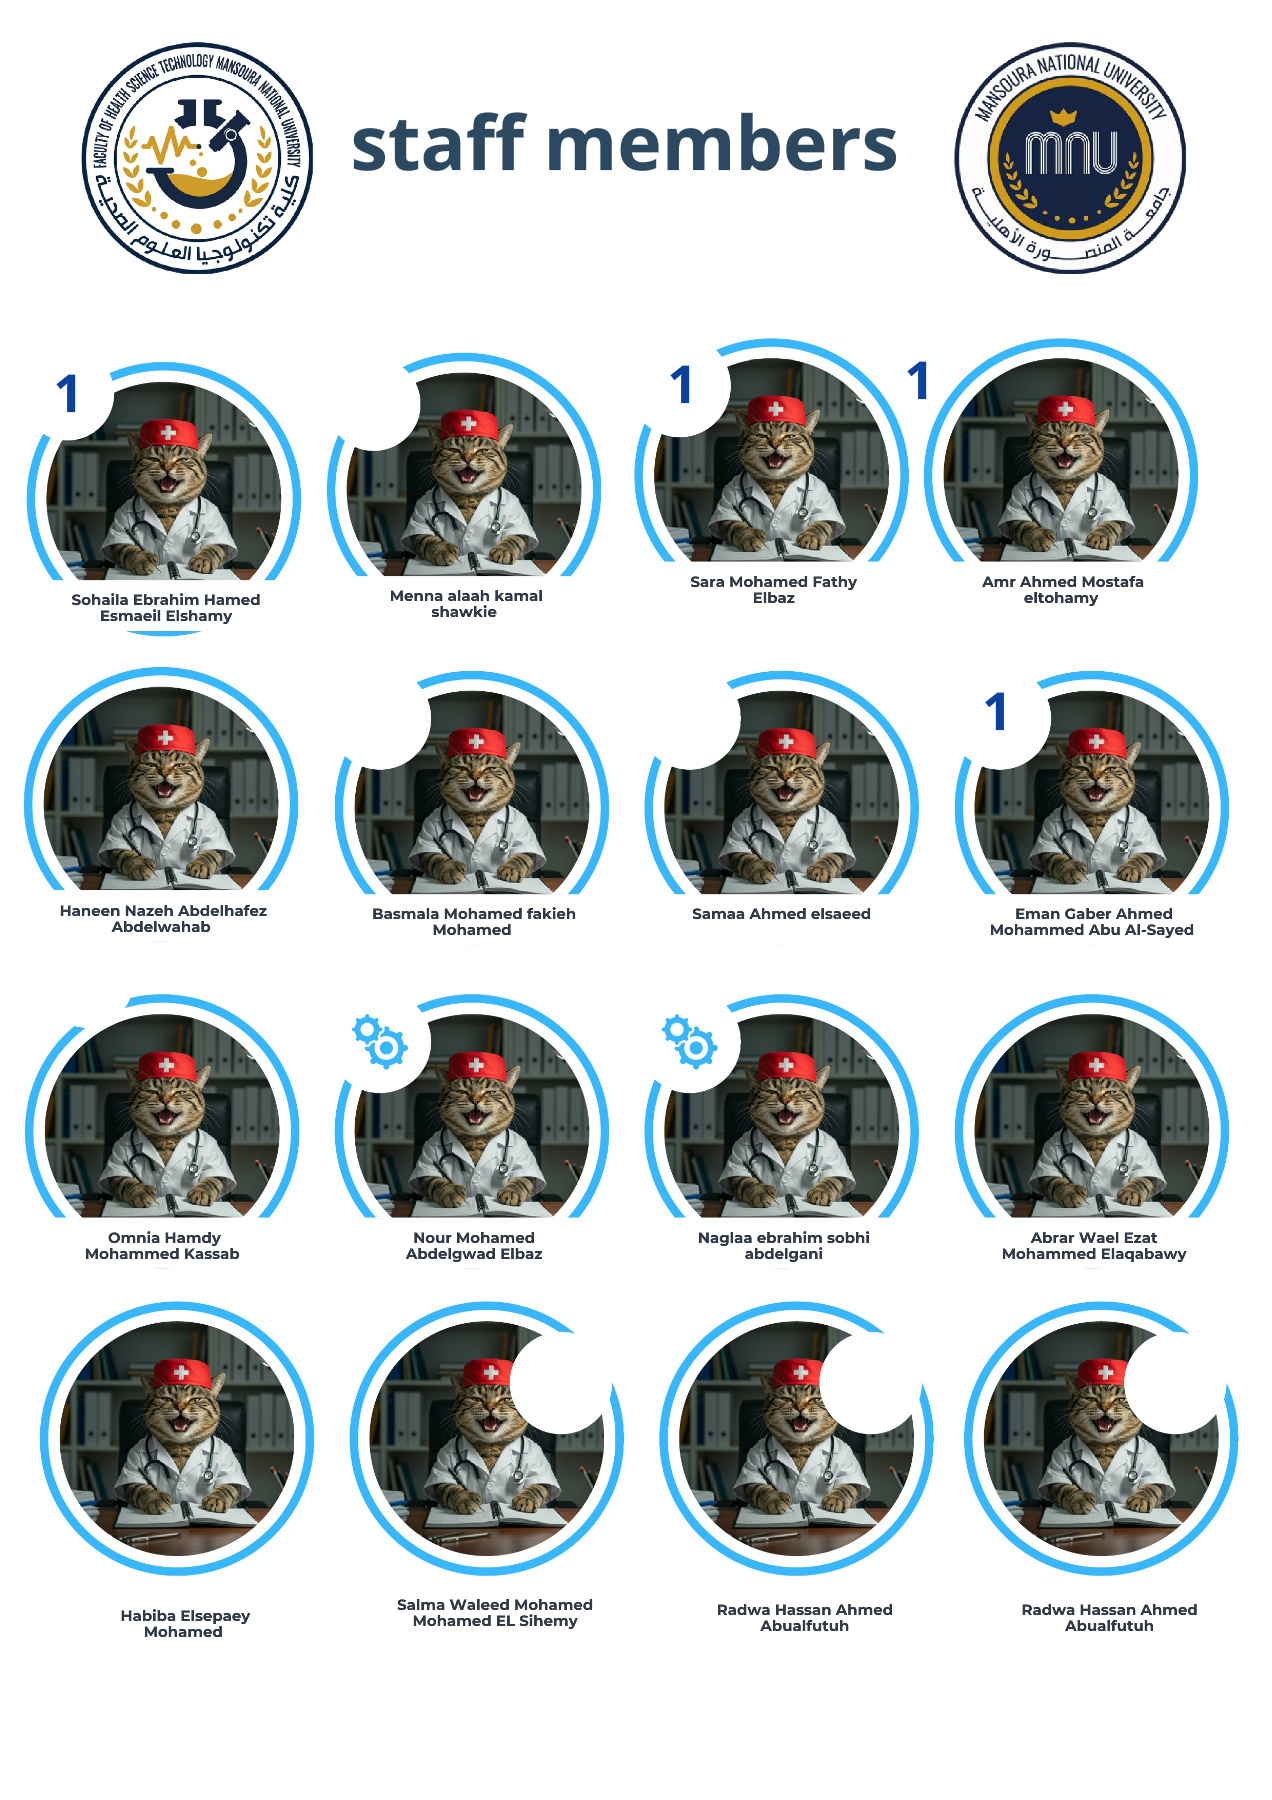 FACULTY OF HEALTH SCIENCE TECHNOLOGY MANSOURA NATIONAL UNIVERSITY
كلية تكنولوجيا العلوم الصحية
staff members
MANSOURA NATIONAL UNIVERSITY
mnu
جامعة المنصورة الأهلية
1
1
1
Sohaila Ebrahim Hamed
Esmaeil Elshamy
Menna alaah kamal
shawkie
Sara Mohamed Fathy
Elbaz
Amr Ahmed Mostafa
eltohamy
1
Haneen Nazeh Abdelhafez
Abdelwahab
Basmala Mohamed fakieh
Mohamed
Samaa Ahmed elsaeed
Eman Gaber Ahmed
Mohammed Abu Al-Sayed
Omnia Hamdy
Mohammed Kassab
Nour Mohamed
Abdelgwad Elbaz
Naglaa ebrahim sobhi
abdelgani
Abrar Wael Ezat
Mohammed Elaqabawy
Habiba Elsepaey
Mohamed
Salma Waleed Mohamed
Mohamed EL Sihemy
Radwa Hassan Ahmed
Abualfutuh
Radwa Hassan Ahmed
Abualfutuh